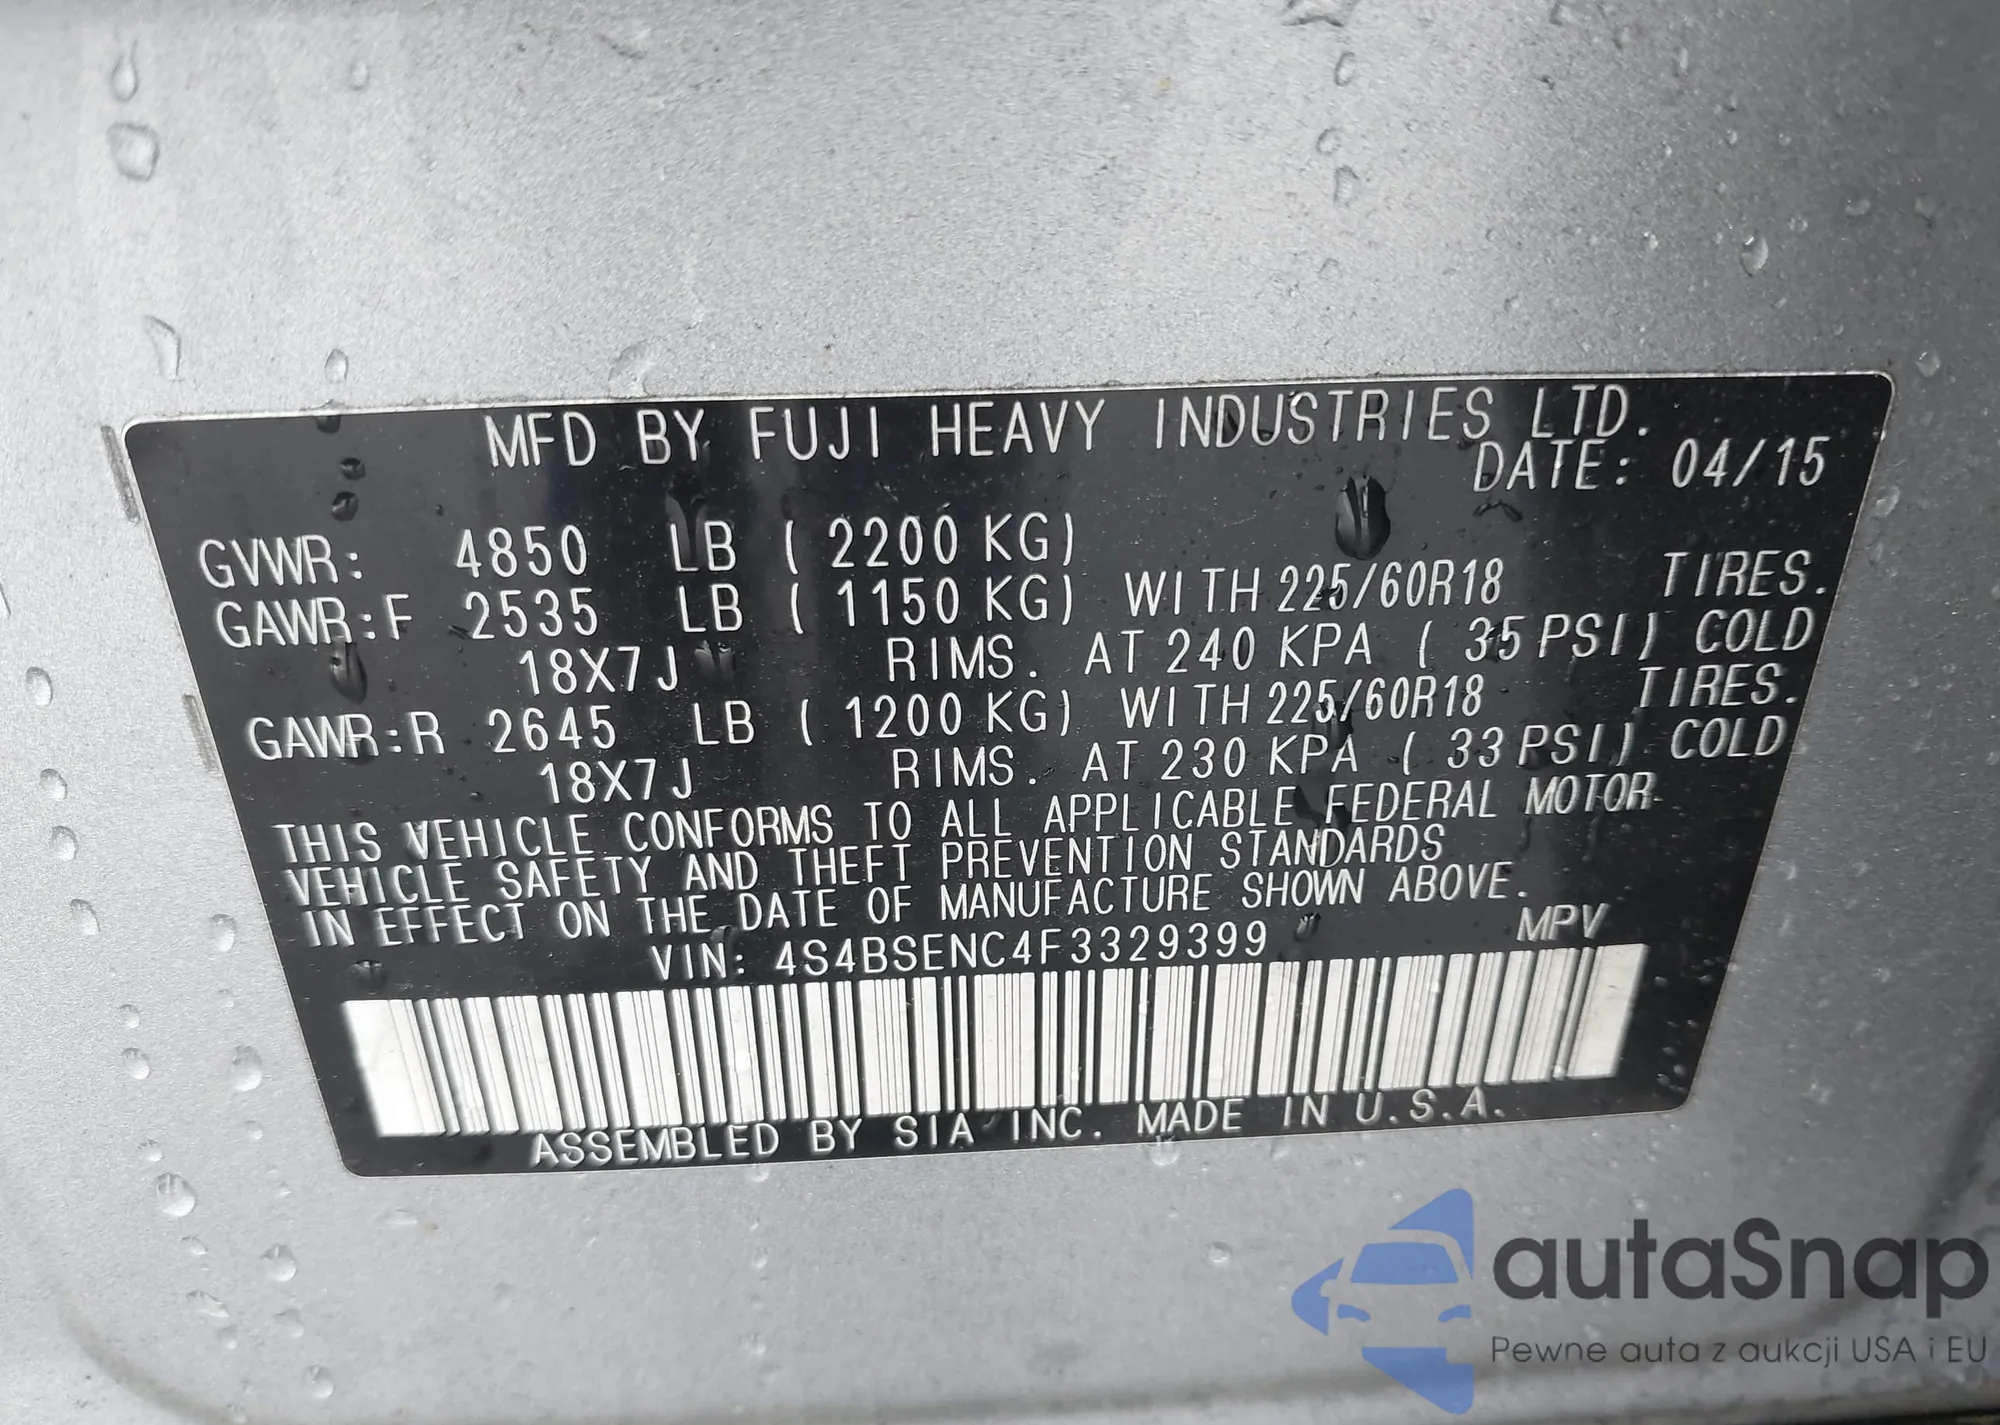 MFD BY FUJI HEAVY INDUSTRIES LTD.
DATE: 04/15
GVWR: 4850 LB ( 2200 KG)
GAWR:F 2535 LB ( 1150 KG) WITH 225/60R18 TIRES.
18X7J RIMS. AT 240 KPA ( 35 PSI) COLD
GAWR:R 2645 LB ( 1200 KG) WITH 225/60R18 TIRES.
18X7J RIMS. AT 230 KPA ( 33 PSI) COLD
THIS VEHICLE CONFORMS TO ALL APPLICABLE FEDERAL MOTOR
VEHICLE SAFETY AND THEFT PREVENTION STANDARDS
IN EFFECT ON THE DATE OF MANUFACTURE SHOWN ABOVE.
VIN: 4S4BSENC4F3329399 MPV
ASSEMBLED BY SIA INC. MADE IN U.S.A.
autaSnap
Pewne auta z aukcji USA i EU